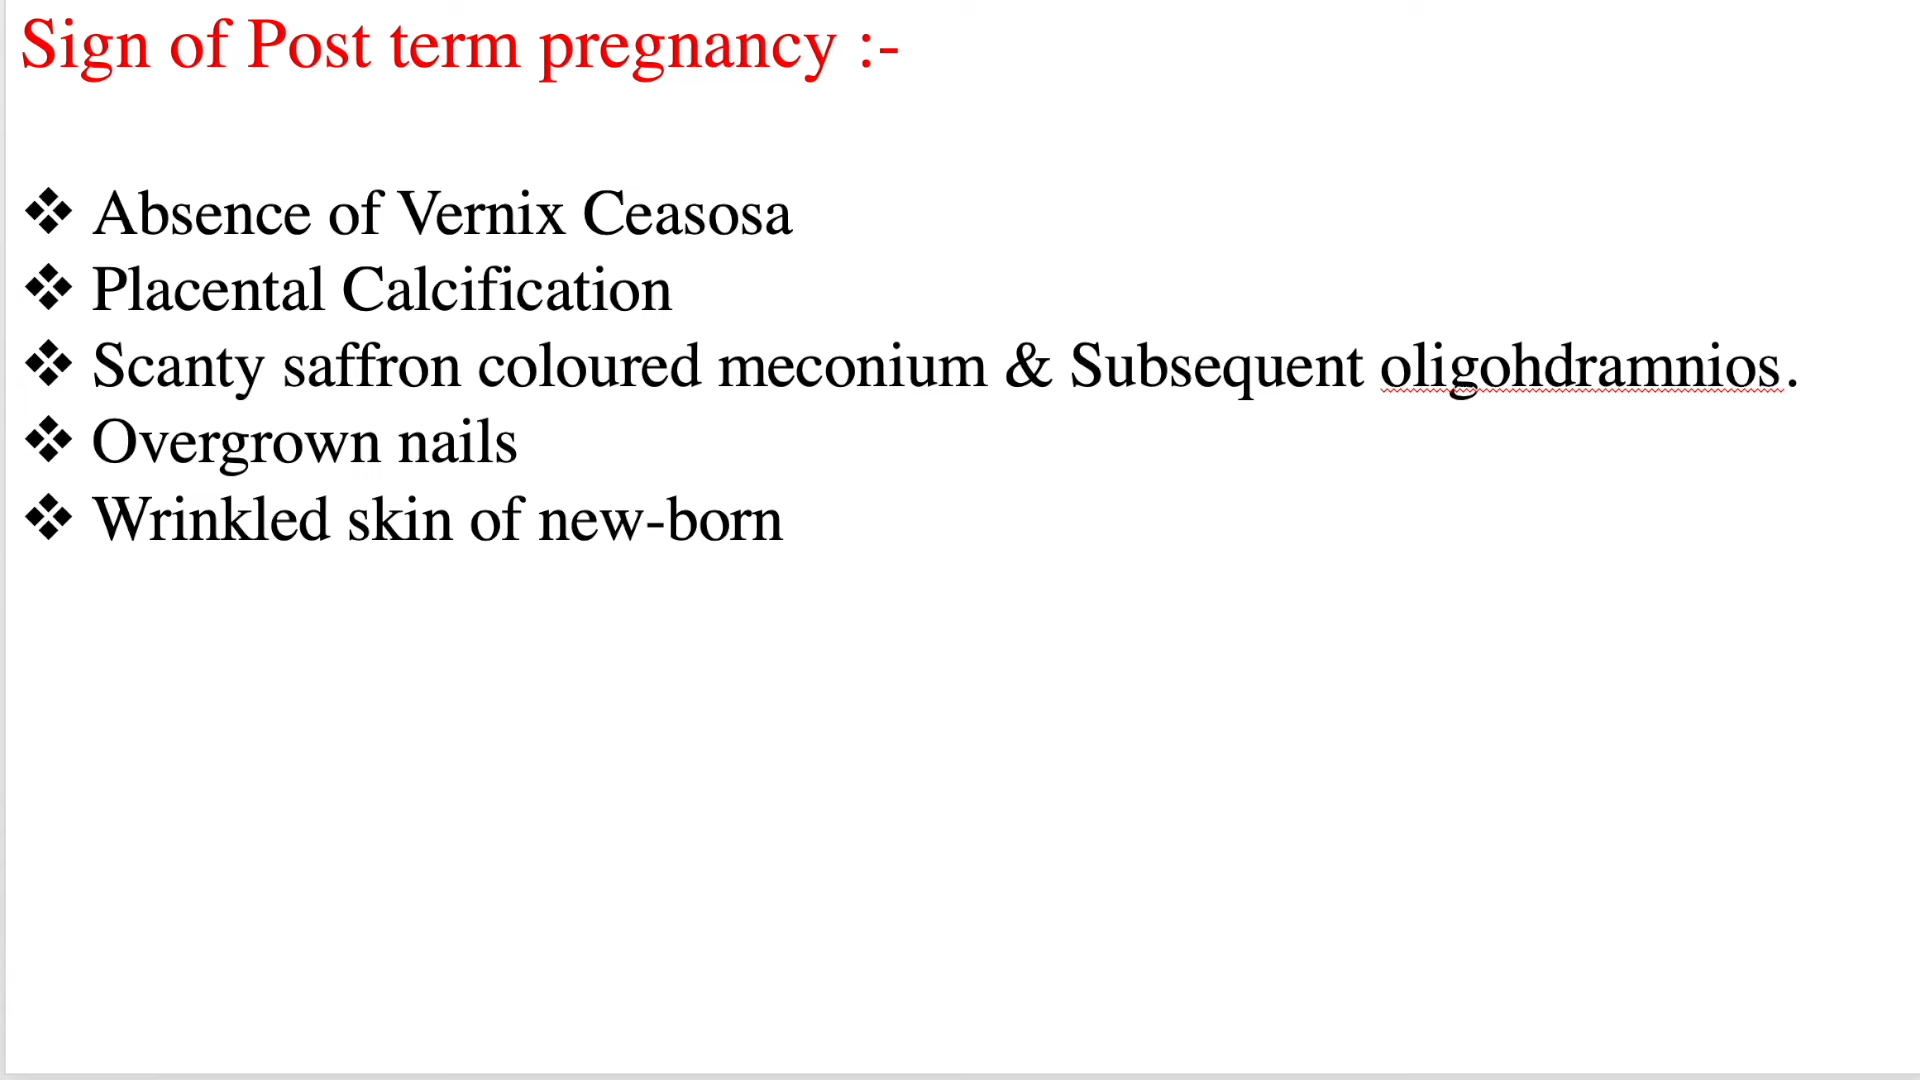 Sign of Post term pregnancy :-
❖ Absence of Vernix Ceasosa
❖ Placental Calcification
❖ Scanty saffron coloured meconium & Subsequent oligohdramnios.
❖ Overgrown nails
❖ Wrinkled skin of new-born